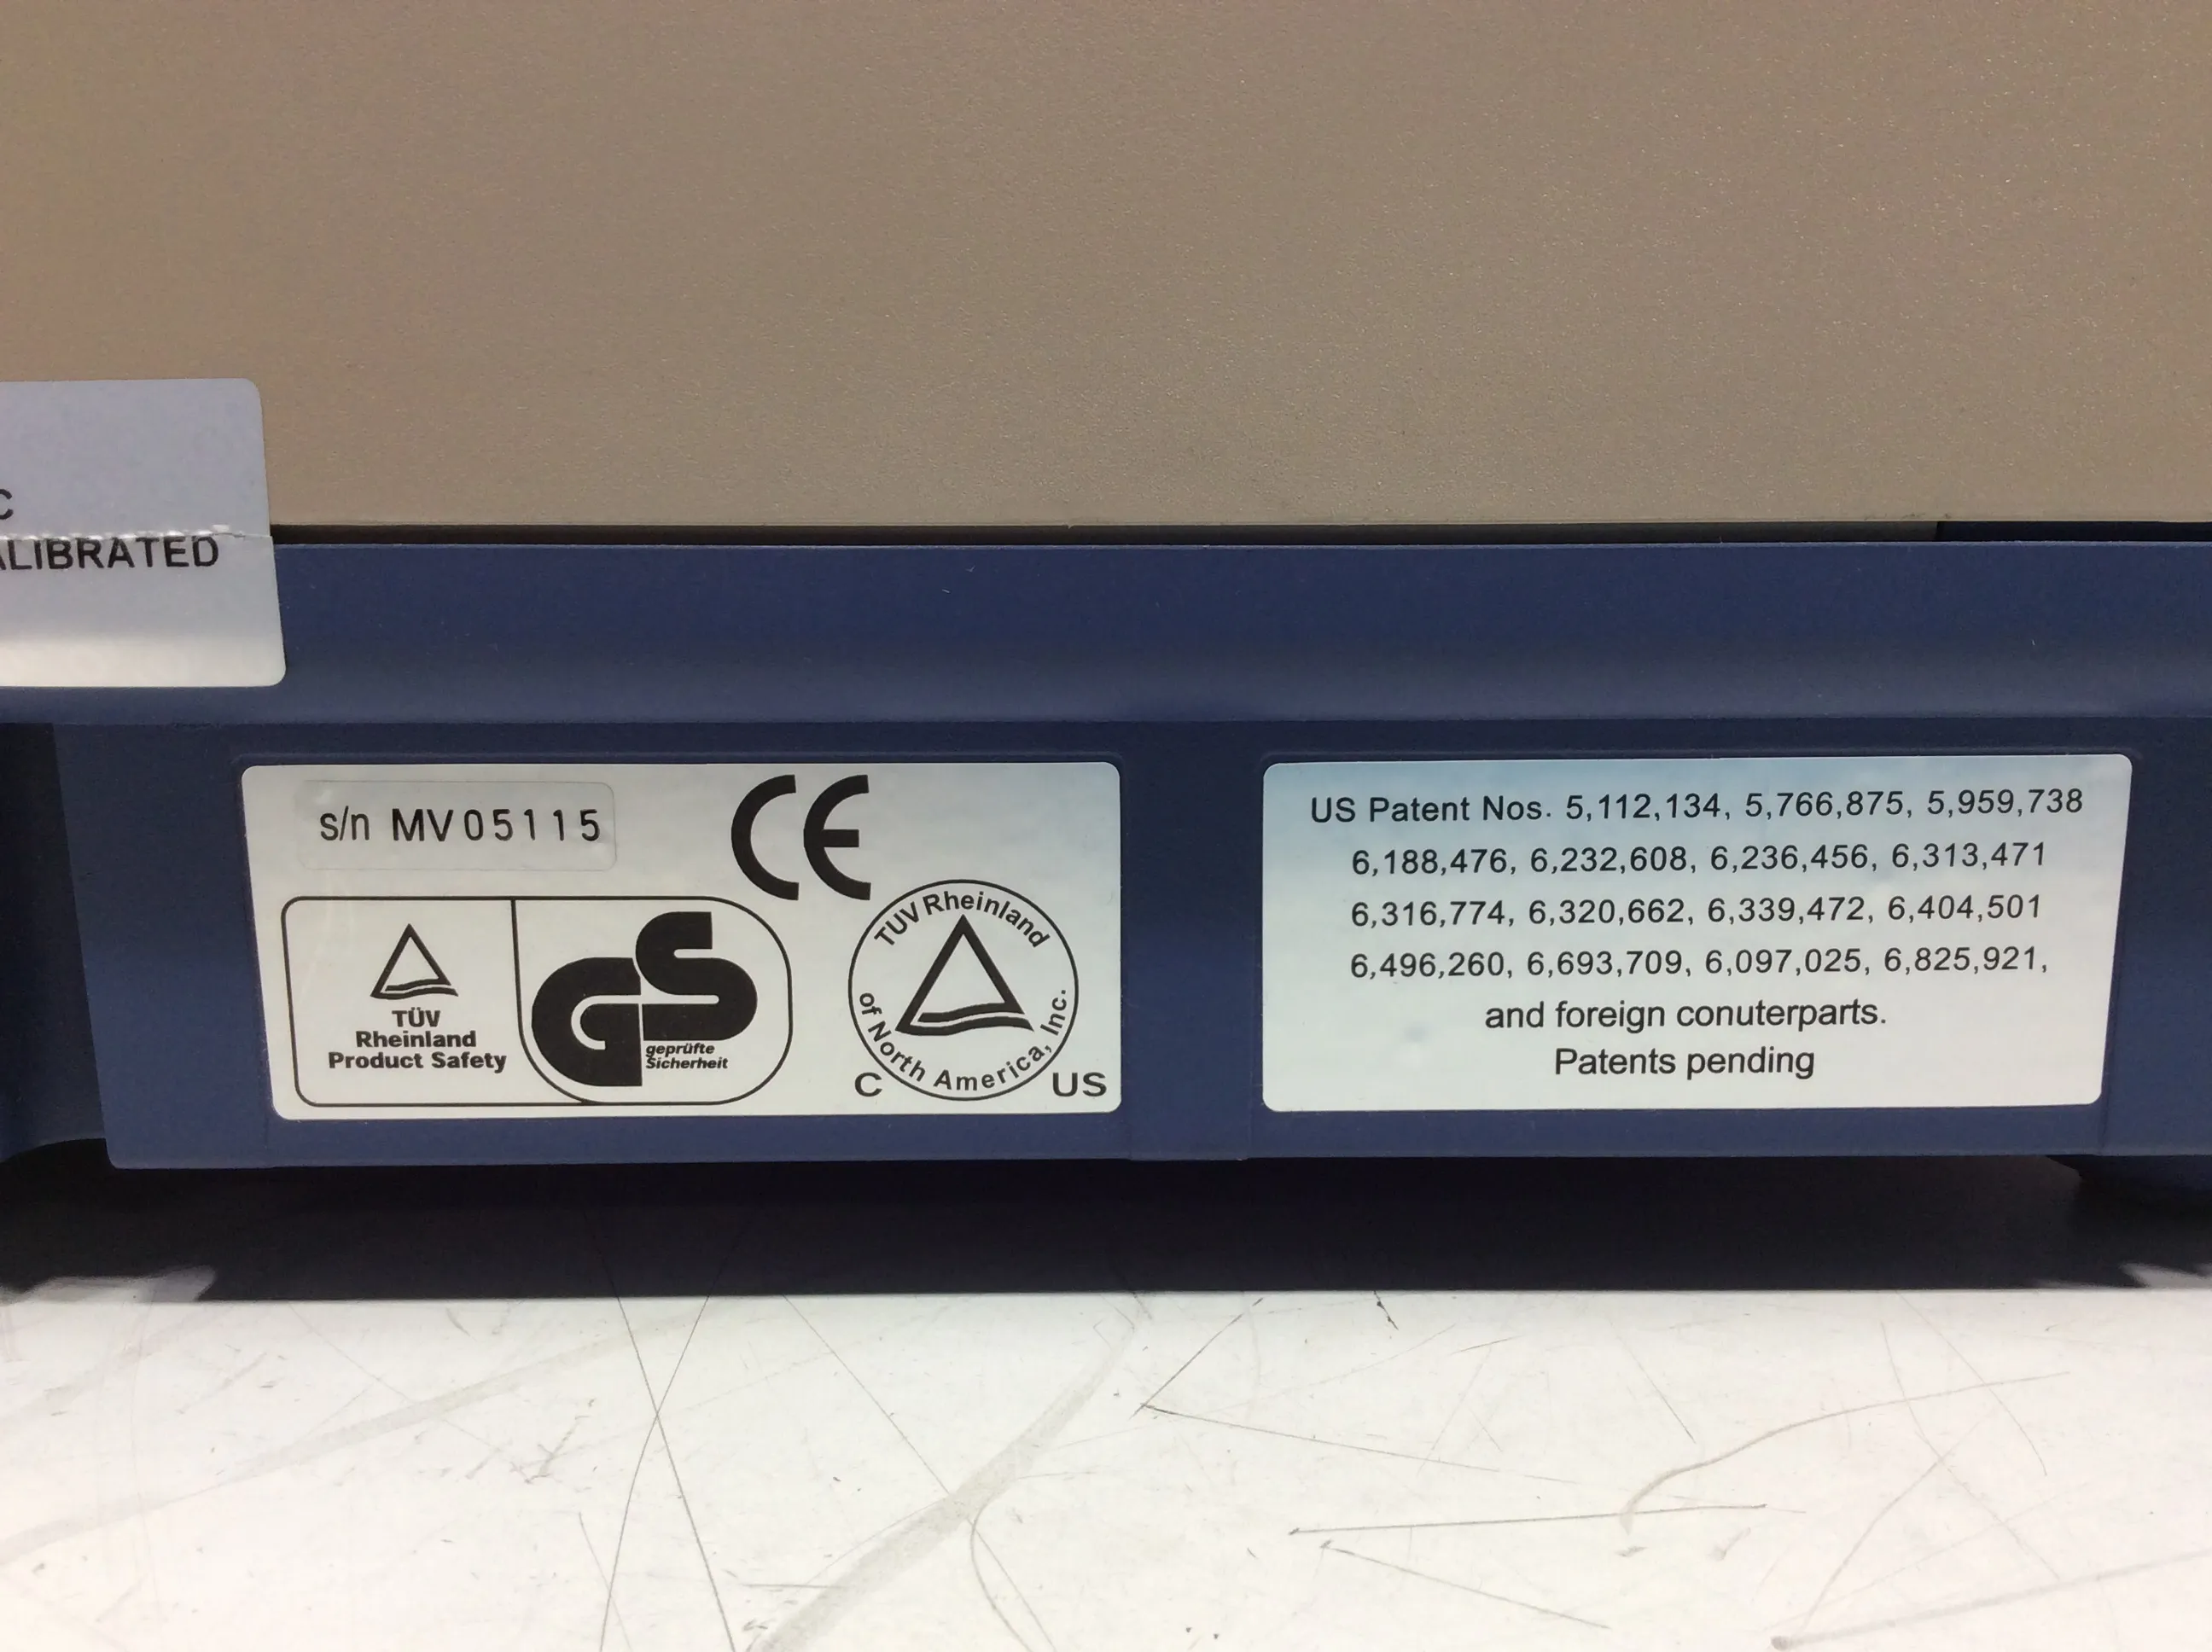 C
ALIBRATED
s/n MV05115
CE
TÜV
Rheinland
Product Safety
GS
geprüfte
Sicherheit
TUV Rheinland
of North America, Inc.
C US
US Patent Nos. 5,112,134, 5,766,875, 5,959,738
6,188,476, 6,232,608, 6,236,456, 6,313,471
6,316,774, 6,320,662, 6,339,472, 6,404,501
6,496,260, 6,693,709, 6,097,025, 6,825,921,
and foreign conuterparts.
Patents pending